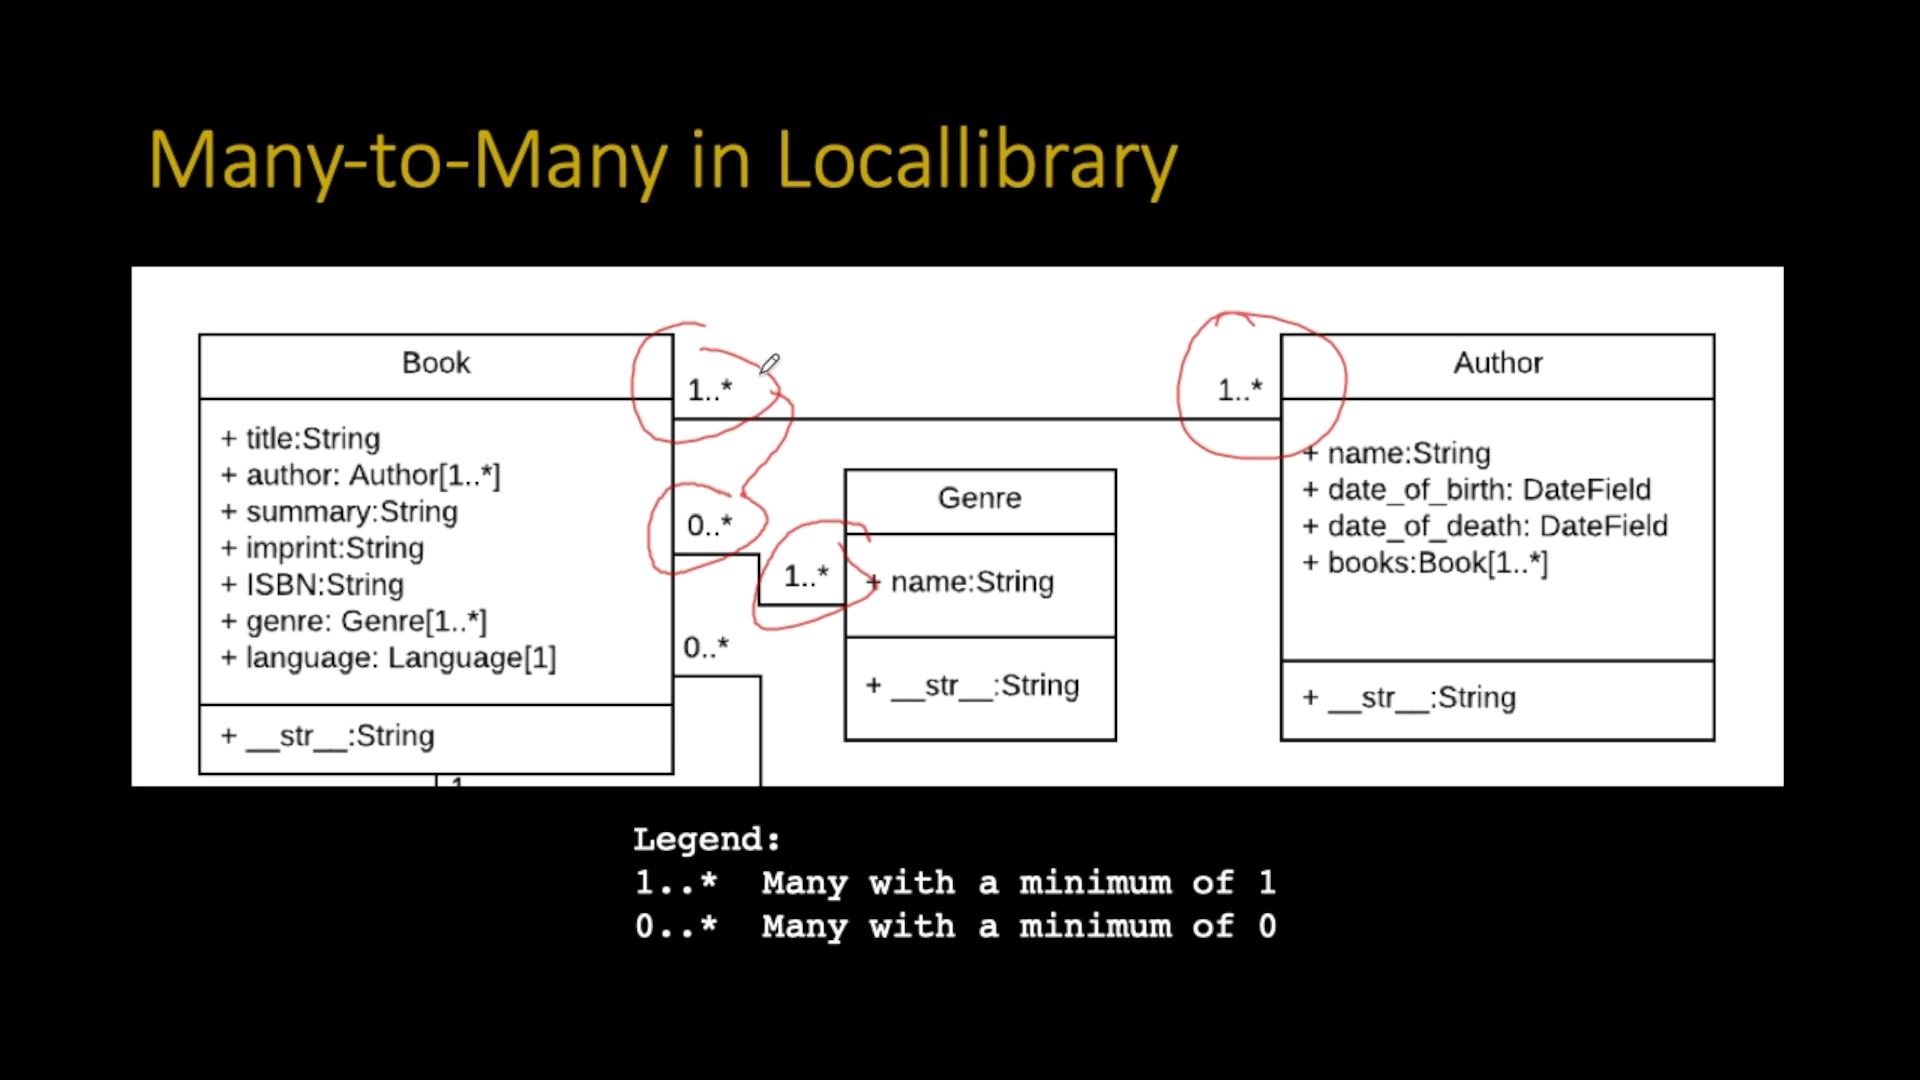 Many-to-Many in Locallibrary
Book
+ title:String
+ author: Author[1..*]
+ summary:String
+ imprint:String
+ ISBN:String
+ genre: Genre[1..*]
+ language: Language[1]
+ __str__:String
1..*
0..*
1..*
0..*
1
Genre
+ name:String
+ __str__:String
1..*
Author
+ name:String
+ date_of_birth: DateField
+ date_of_death: DateField
+ books:Book[1..*]
+ __str__:String
Legend:
1..* Many with a minimum of 1
0..* Many with a minimum of 0